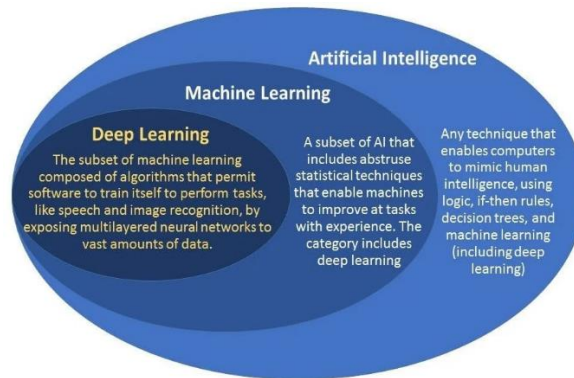 Artificial Intelligence
Machine Learning
Deep Learning
The subset of machine learning
composed of algorithms that permit
software to train itself to perform tasks,
like speech and image recognition, by
exposing multilayered neural networks to
vast amounts of data.
A subset of AI that
includes abstruse
statistical techniques
that enable machines
to improve at tasks
with experience. The
category includes
deep learning
Any technique that
enables computers
to mimic human
intelligence, using
logic, if-then rules,
decision trees, and
machine learning
(including deep
learning)